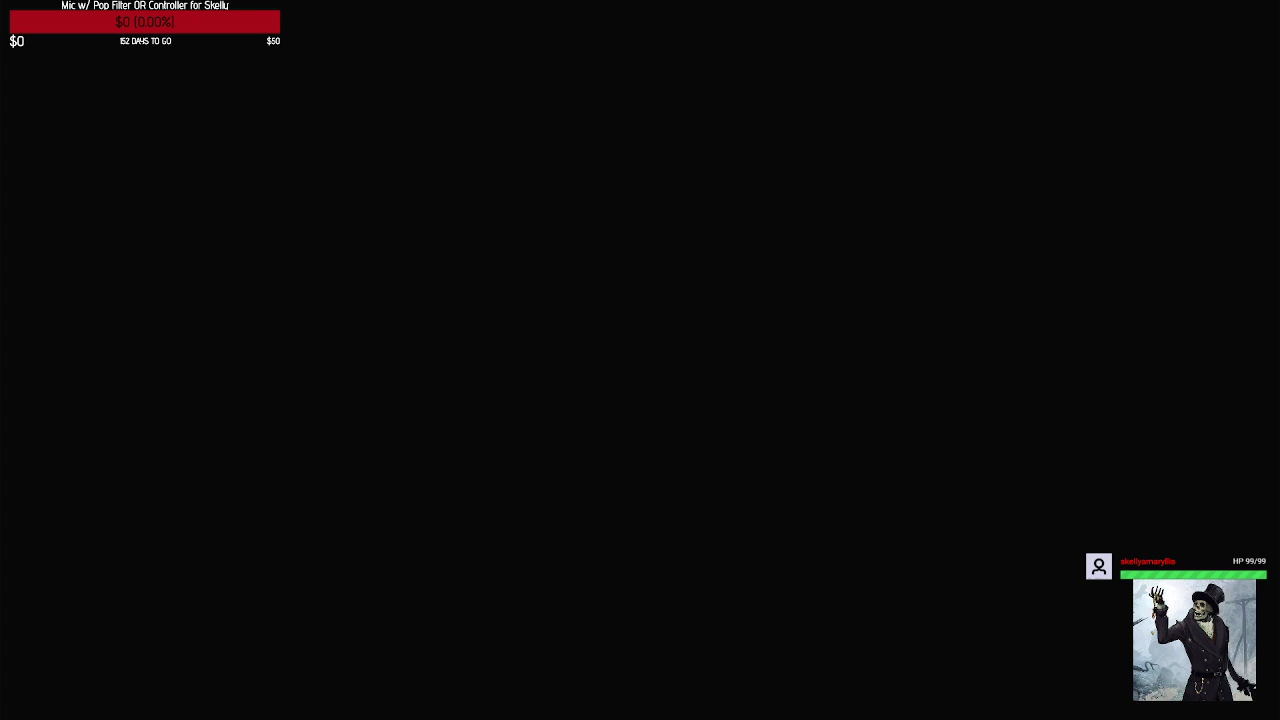 Mic w/ Pop Filter OR Controller for Skelly
$0 (0.00%)
$0 152 DAYS TO GO $50
skellyamaryllis HP 99/99